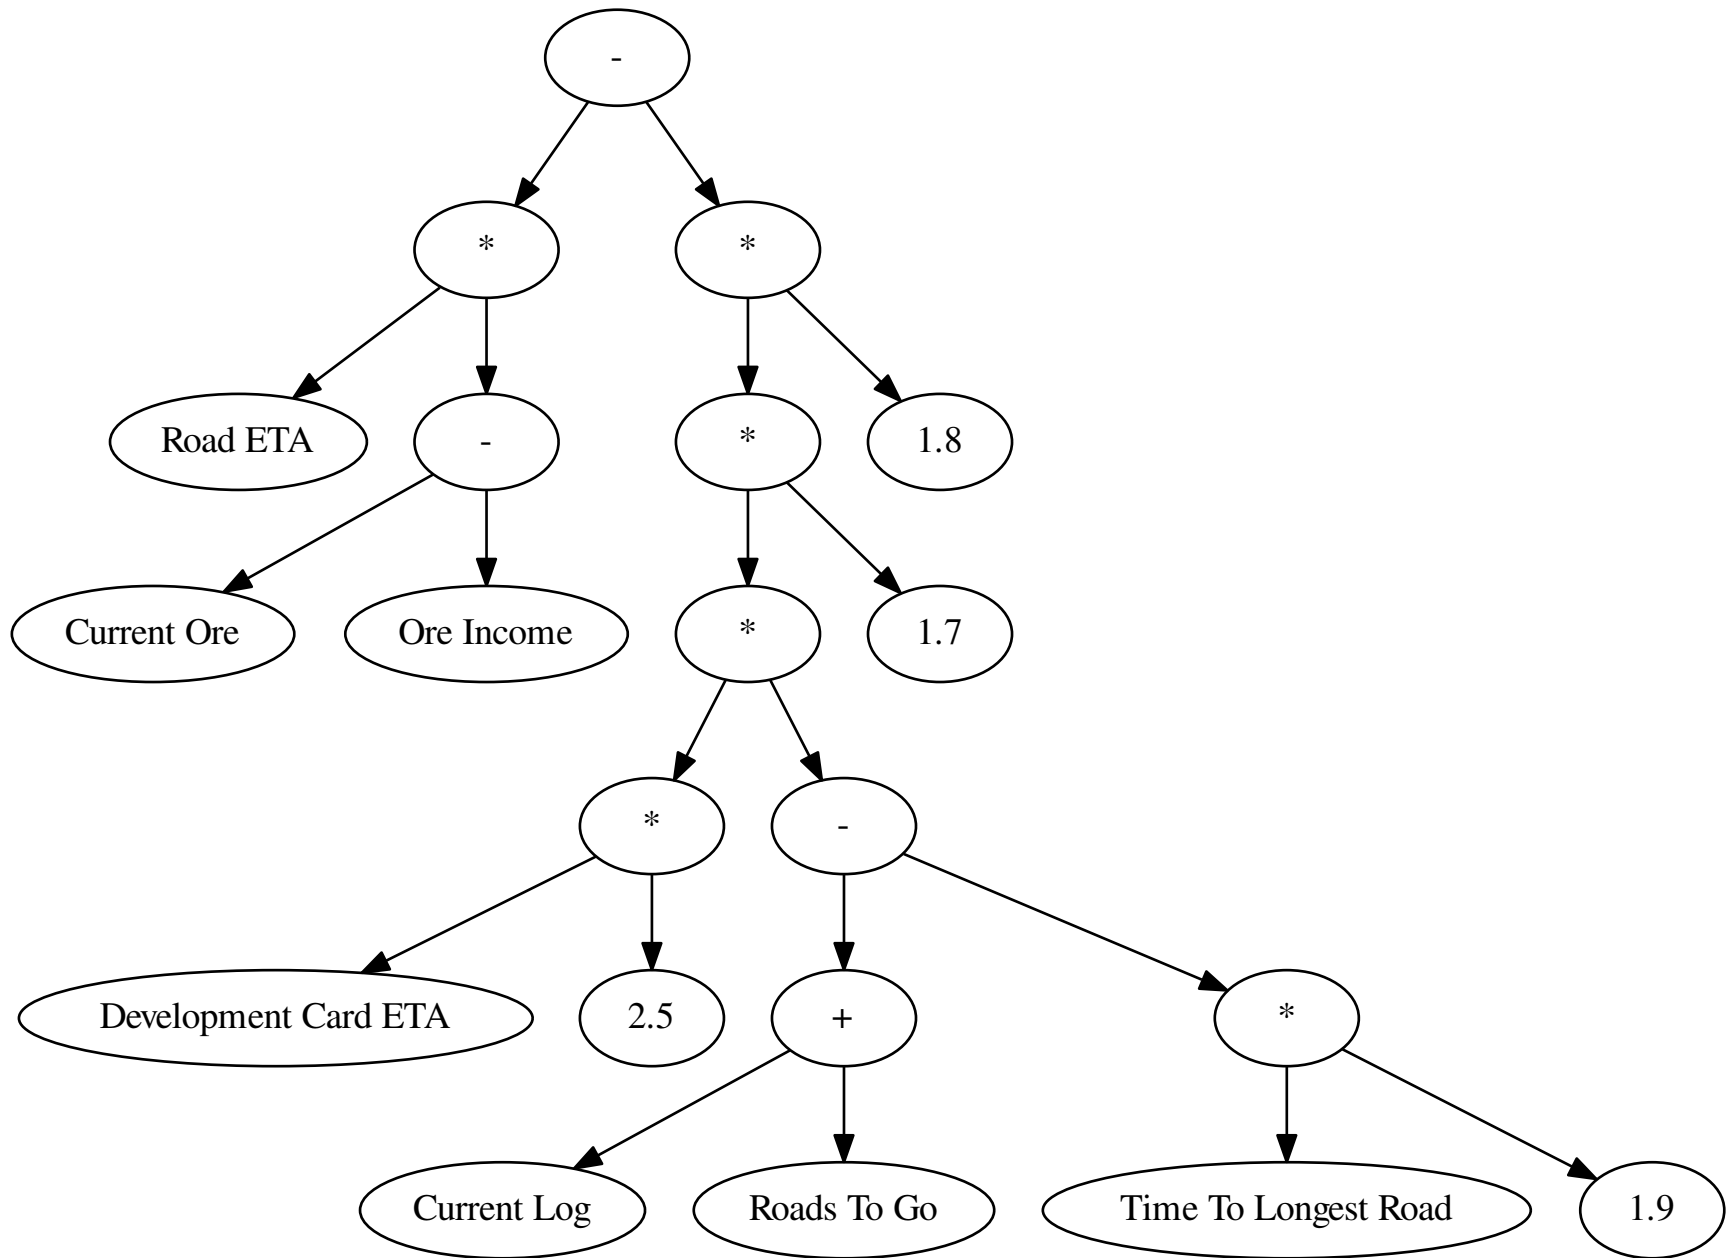 -
*
*
Road ETA
-
*
1.8
Current Ore
Ore Income
*
1.7
*
-
Development Card ETA
2.5
+
*
Current Log
Roads To Go
Time To Longest Road
1.9